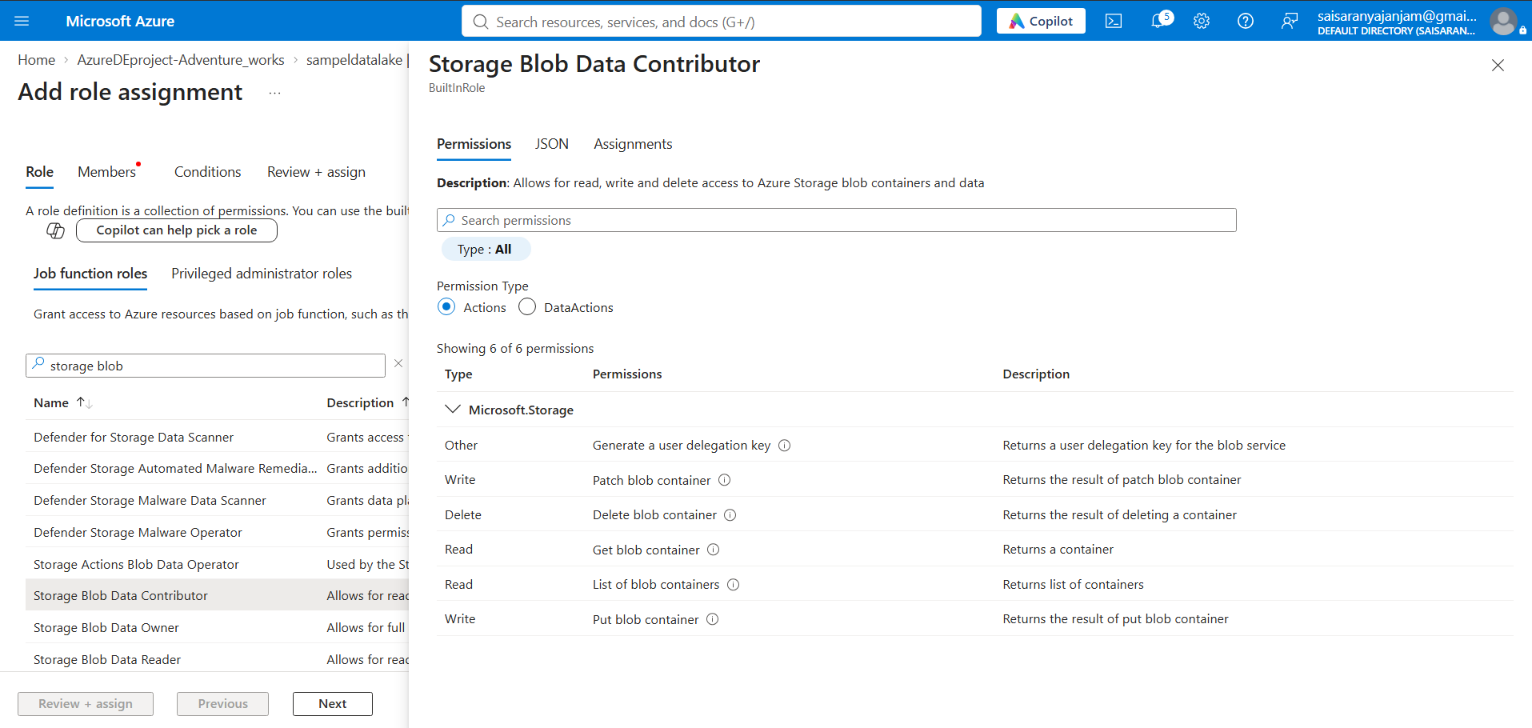 Microsoft Azure
Search resources, services, and docs (G+/)
Copilot
5
saisaranyajanjam@gmai...
DEFAULT DIRECTORY (SAISARAN...
Home > AzureDEproject-Adventure_works > sampeldatalake |
Add role assignment ...
Role Members Conditions Review + assign
A role definition is a collection of permissions. You can use the built
Copilot can help pick a role
Job function roles Privileged administrator roles
Grant access to Azure resources based on job function, such as th
storage blob
Name ↑↓ Description ↑
Defender for Storage Data Scanner Grants access
Defender Storage Automated Malware Remedia... Grants additio
Defender Storage Malware Data Scanner Grants data pl
Defender Storage Malware Operator Grants permis
Storage Actions Blob Data Operator Used by the St
Storage Blob Data Contributor Allows for read
Storage Blob Data Owner Allows for full
Storage Blob Data Reader Allows for read
Review + assign Previous Next
Storage Blob Data Contributor
BuiltInRole
Permissions JSON Assignments
Description: Allows for read, write and delete access to Azure Storage blob containers and data
Search permissions
Type : All
Permission Type
Actions DataActions
Showing 6 of 6 permissions
Type Permissions Description
Microsoft.Storage
Other Generate a user delegation key Returns a user delegation key for the blob service
Write Patch blob container Returns the result of patch blob container
Delete Delete blob container Returns the result of deleting a container
Read Get blob container Returns a container
Read List of blob containers Returns list of containers
Write Put blob container Returns the result of put blob container